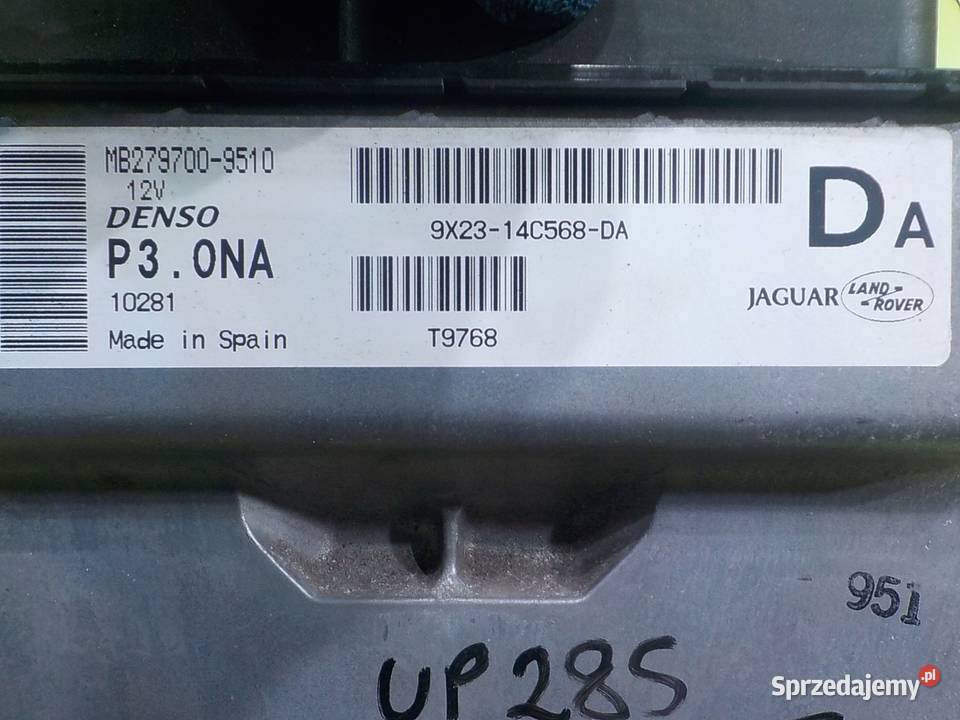 MB279700-9510
12V
DENSO
P3.0NA
10281
Made in Spain
9X23-14C568-DA
T9768
DA
JAGUAR LAND ROVER
95i
UP28S
Sprzedajemy.pl